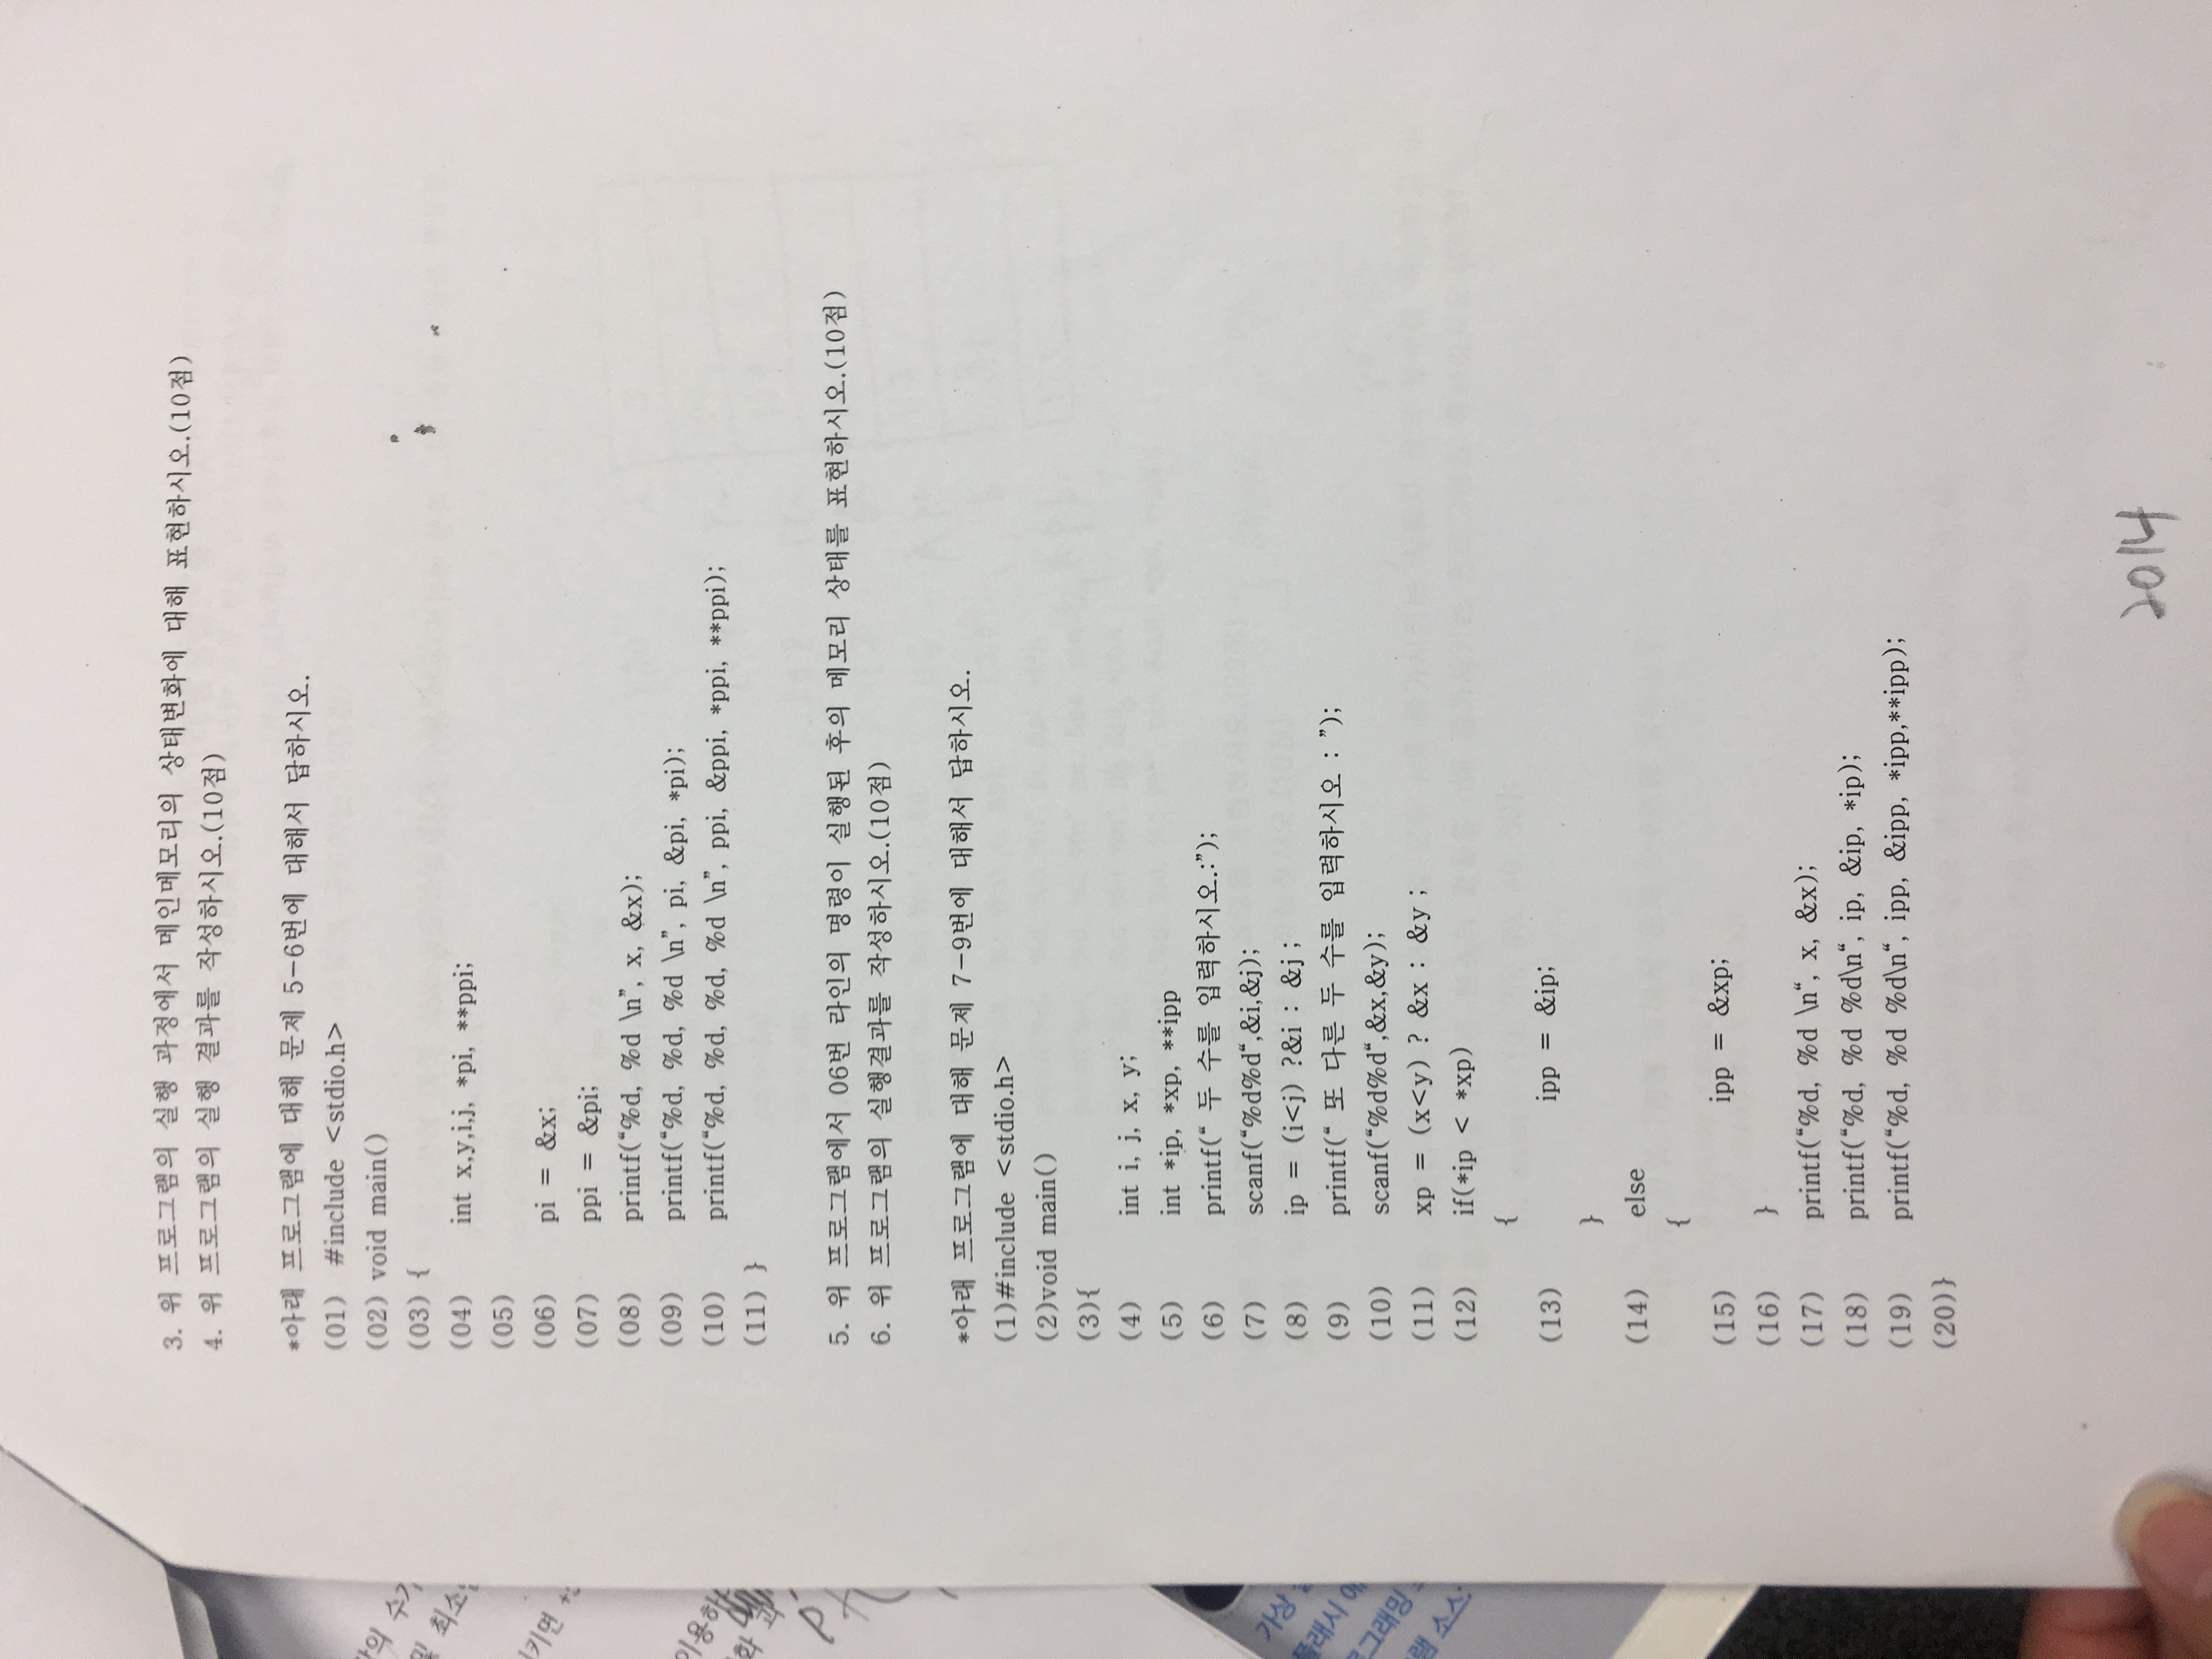 3. 위 프로그램의 실행 과정에서 메인메모리의 상태변화에 대해 표현하시오.(10점)
4. 위 프로그램의 실행 결과를 작성하시오.(10점)
*아래 프로그램에 대해 문제 5-6번에 대해서 답하시오.
(01) #include <stdio.h>
(02) void main()
(03) {
(04) int x,y,i,j, *pi, **ppi;
(05)
(06) pi = &x;
(07) ppi = &pi;
(08) printf(“%d, %d \n”, x, &x);
(09) printf(“%d, %d, %d \n”, pi, &pi, *pi);
(10) printf(“%d, %d, %d, %d \n”, ppi, &ppi, *ppi, **ppi);
(11) }
5. 위 프로그램에서 06번 라인의 명령이 실행된 후의 메모리 상태를 표현하시오.(10점)
6. 위 프로그램의 실행결과를 작성하시오.(10점)
*아래 프로그램에 대해 문제 7-9번에 대해서 답하시오.
(1)#include <stdio.h>
(2)void main()
(3){
(4) int i, j, x, y;
(5) int *ip, *xp, **ipp
(6) printf(“ 두 수를 입력하시오.:”);
(7) scanf(“%d%d“,&i,&j);
(8) ip = (i<j) ?&i : &j ;
(9) printf(“ 또 다른 두 수를 입력하시오 : ”);
(10) scanf(“%d%d“,&x,&y);
(11) xp = (x<y) ? &x : &y ;
(12) if(*ip < *xp)
{
(13) ipp = &ip;
}
(14) else
{
(15) ipp = &xp;
(16) }
(17) printf(“%d, %d \n“, x, &x);
(18) printf(“%d, %d %d\n“, ip, &ip, *ip);
(19) printf(“%d, %d %d\n“, ipp, &ipp, *ipp,**ipp);
(20)}
2014
가상
플래시
소스